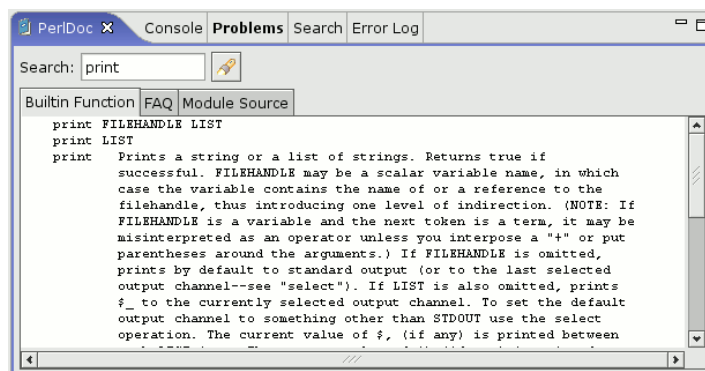 PerlDoc Console Problems Search Error Log
Search: print
Builtin Function FAQ Module Source
print FILEHANDLE LIST
print LIST
print Prints a string or a list of strings. Returns true if
successful. FILEHANDLE may be a scalar variable name, in which
case the variable contains the name of or a reference to the
filehandle, thus introducing one level of indirection. (NOTE: If
FILEHANDLE is a variable and the next token is a term, it may be
misinterpreted as an operator unless you interpose a "+" or put
parentheses around the arguments.) If FILEHANDLE is omitted,
prints by default to standard output (or to the last selected
output channel--see "select"). If LIST is also omitted, prints
$_ to the currently selected output channel. To set the default
output channel to something other than STDOUT use the select
operation. The current value of $, (if any) is printed between